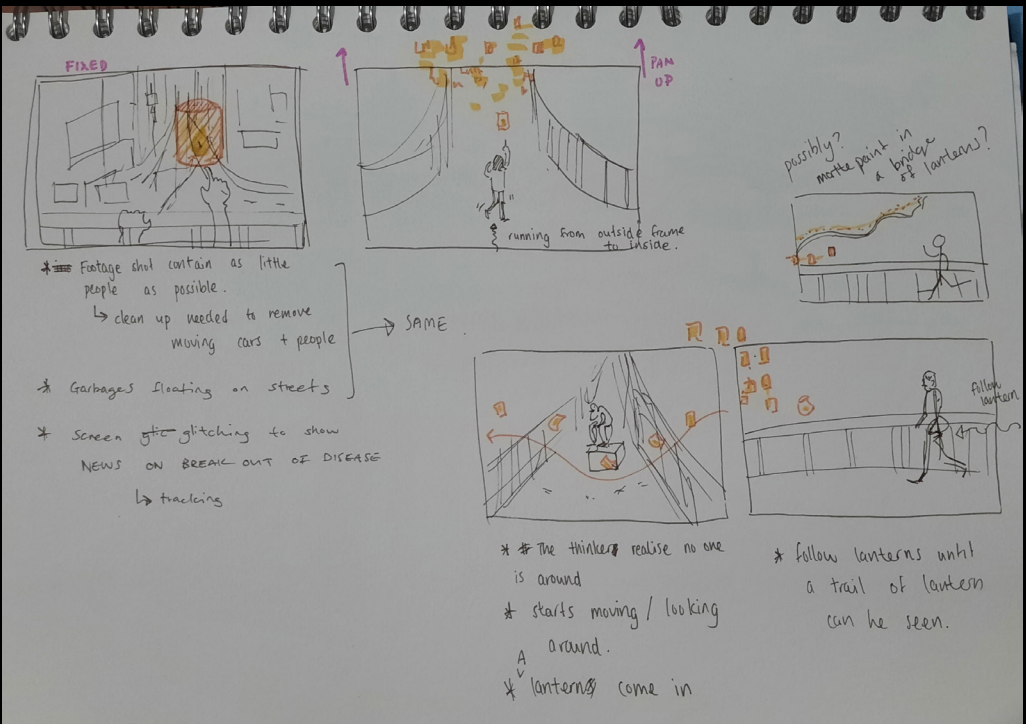 FIXED
PAN
UP
running from outside frame
to inside.
possibly?
matte paint in
a bridge
of lanterns?
* Footage shot contain as little
people as possible.
↳ clean up needed to remove
moving cars + people
→ SAME
* Garbages floating on streets
* Screen glitching to show
NEWS ON BREAK OUT OF DISEASE
↳ tracking
follow
lantern
* The thinker realise no one
is around
* starts moving / looking
around.
A
* lantern come in
* follow lanterns until
a trail of lantern
can be seen.